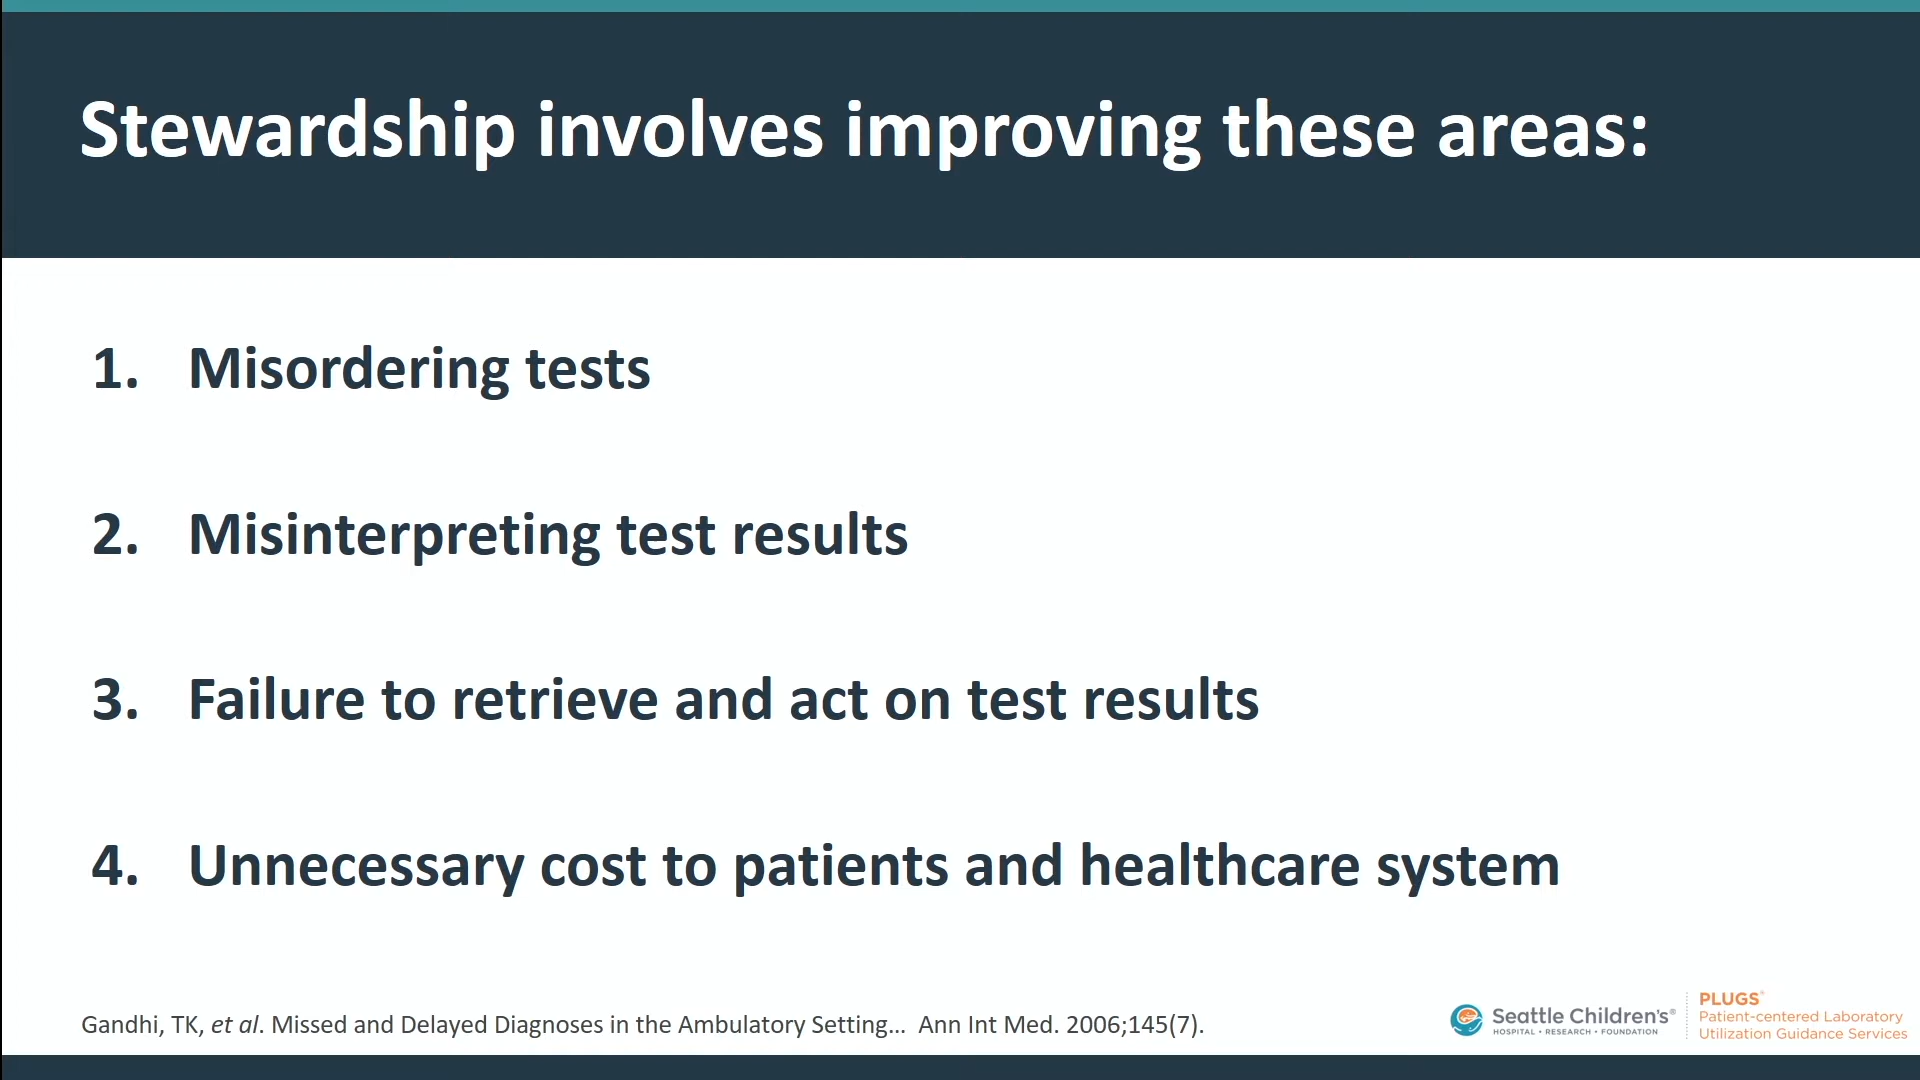 Stewardship involves improving these areas:
1. Misordering tests
2. Misinterpreting test results
3. Failure to retrieve and act on test results
4. Unnecessary cost to patients and healthcare system
Gandhi, TK, et al. Missed and Delayed Diagnoses in the Ambulatory Setting...  Ann Int Med. 2006;145(7).
Seattle Children's®
HOSPITAL • RESEARCH • FOUNDATION
PLUGS®
Patient-centered Laboratory
Utilization Guidance Services